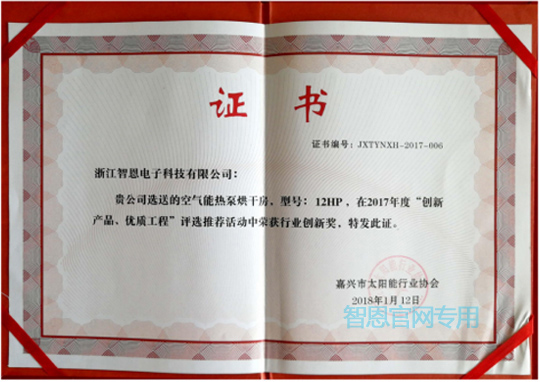 证 书
证书编号：JXTYNXH-2017-006
浙江智恩电子科技有限公司：
贵公司选送的空气能热泵烘干房，型号：12HP，在2017年度“创新
产品、优质工程”评选推荐活动中荣获行业创新奖，特发此证。
嘉兴市太阳能行业协会
2018年1月12日
智恩官网专用